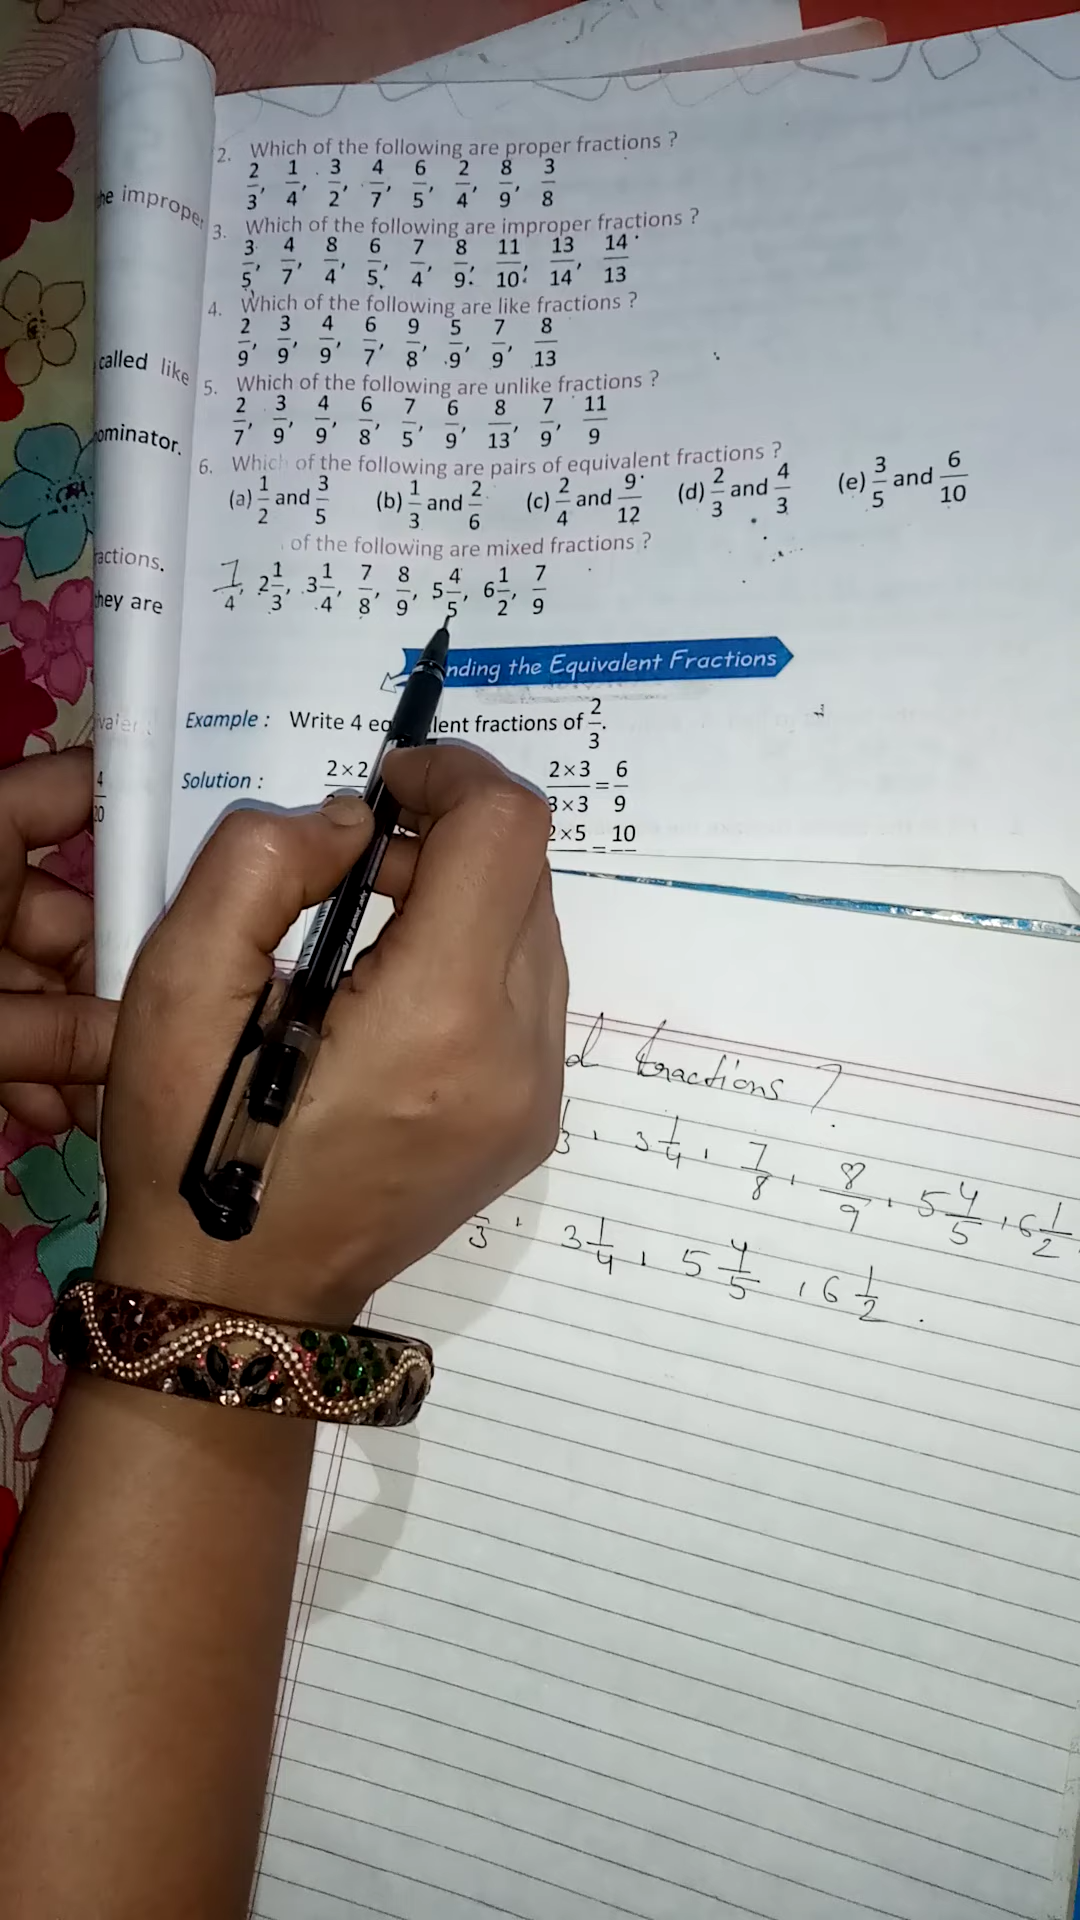 2. Which of the following are proper fractions ?
2/3, 1/4, 3/2, 4/7, 6/5, 2/4, 8/9, 3/8
he improper
3. Which of the following are improper fractions ?
3/5, 4/7, 8/4, 6/5, 7/4, 8/9, 11/10, 13/14, 14/13
4. Which of the following are like fractions ?
2/9, 3/9, 4/9, 6/7, 9/8, 5/9, 7/9, 8/13
called like
5. Which of the following are unlike fractions ?
2/7, 3/9, 4/9, 6/8, 7/5, 6/9, 8/13, 7/9, 11/9
ominator.
6. Which of the following are pairs of equivalent fractions ?
(a) 1/2 and 3/5 (b) 1/3 and 2/6 (c) 2/4 and 9/12 (d) 2/3 and 4/3 (e) 3/5 and 6/10
of the following are mixed fractions ?
actions.
7/4, 2 1/3, 3 1/4, 7/8, 8/9, 5 4/5, 6 1/2, 7/9
hey are
nding the Equivalent Fractions
Example : Write 4 eq lent fractions of 2/3.
Solution : 2×2 2×3/3×3 = 6/9
2×5 = 10
d fractions ?
1/3, 3 1/4, 7/8, 8/9, 5 4/5, 6 1/2
3, 3 1/4, 5 4/5, 6 1/2.